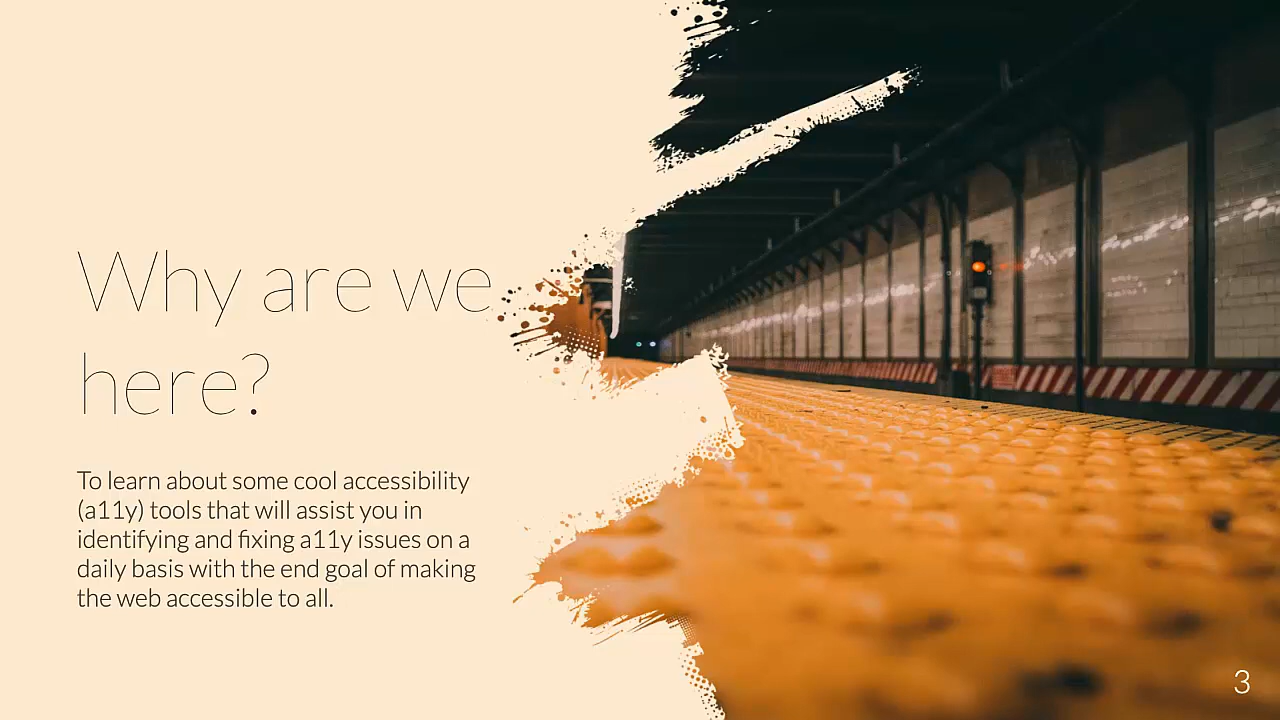 Why are we
here?
To learn about some cool accessibility
(a11y) tools that will assist you in
identifying and fixing a11y issues on a
daily basis with the end goal of making
the web accessible to all.
3